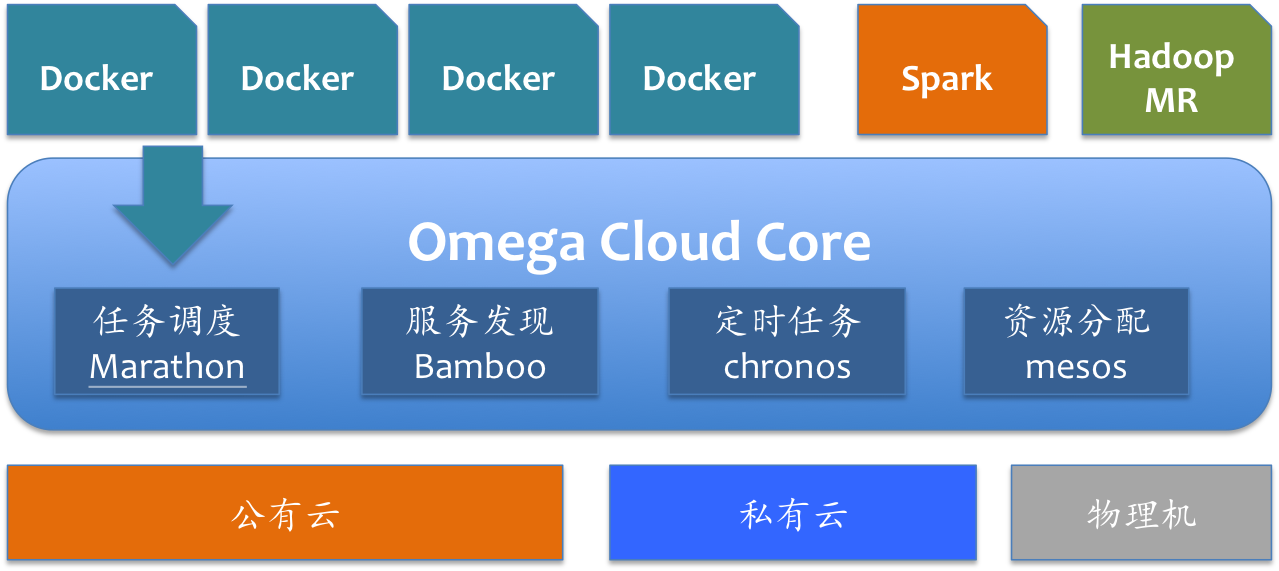 Docker
Docker
Docker
Docker
Spark
Hadoop
MR
Omega Cloud Core
任务调度
Marathon
服务发现
Bamboo
定时任务
chronos
资源分配
mesos
公有云
私有云
物理机